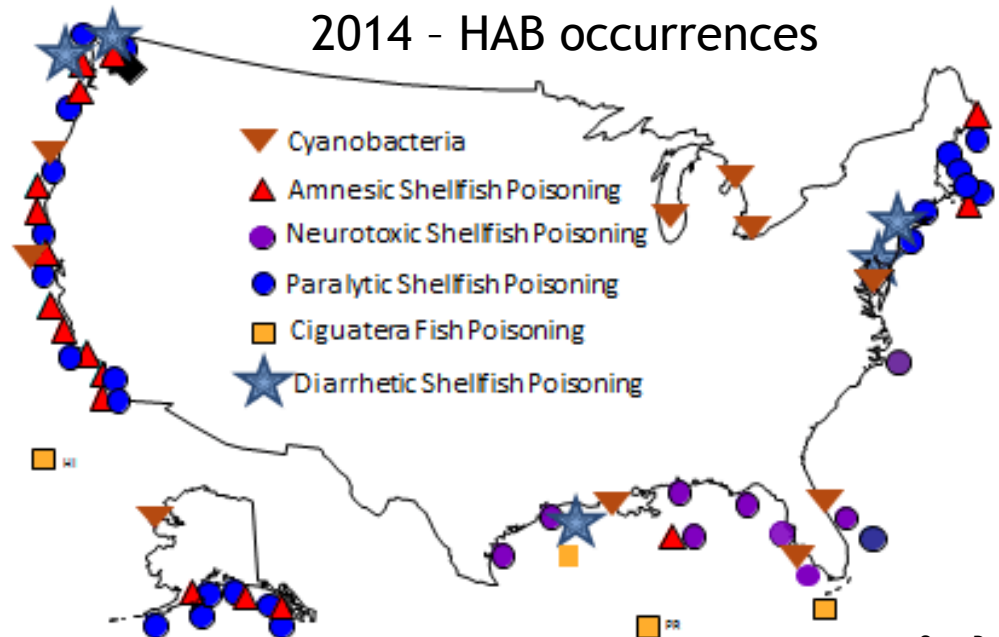 2014 – HAB occurrences
Cyanobacteria
Amnesic Shellfish Poisoning
Neurotoxic Shellfish Poisoning
Paralytic Shellfish Poisoning
Ciguatera Fish Poisoning
Diarrhetic Shellfish Poisoning
HI
PR